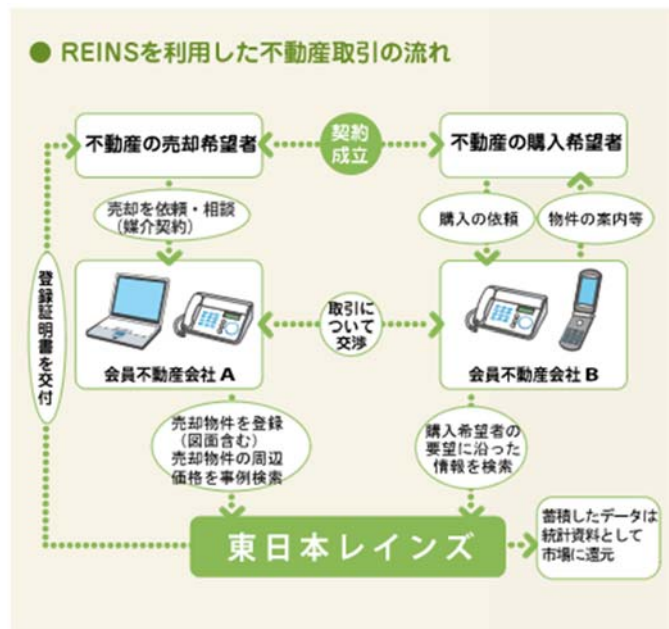 ● REINSを利用した不動産取引の流れ
不動産の売却希望者
契約
成立
不動産の購入希望者
売却を依頼・相談
（媒介契約）
購入の依頼
物件の案内等
登録証明書を交付
取引に
ついて
交渉
会員不動産会社 A
会員不動産会社 B
売却物件を登録
（図面含む）
売却物件の周辺
価格を事例検索
購入希望者の
要望に沿った
情報を検索
東日本レインズ
蓄積したデータは
統計資料として
市場に還元